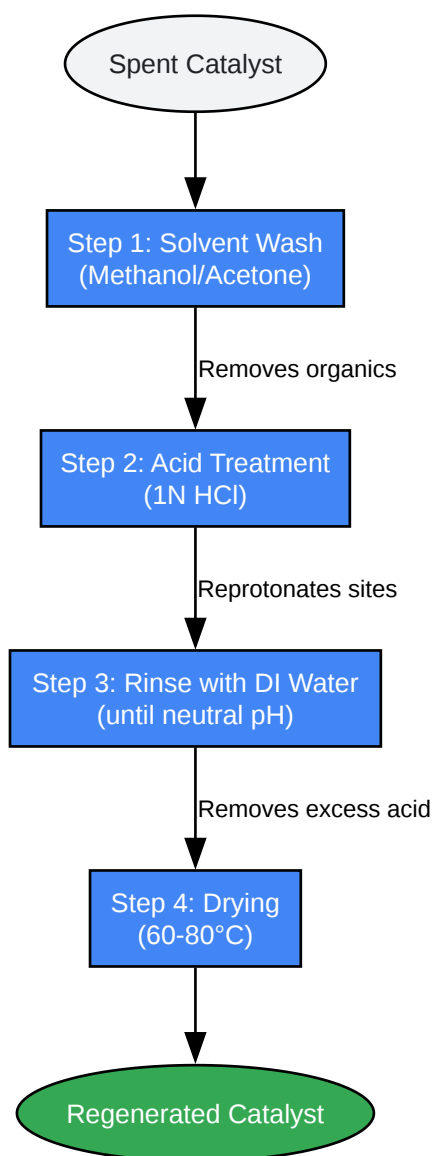 Spent Catalyst
Step 1: Solvent Wash
(Methanol/Acetone)
Removes organics
Step 2: Acid Treatment
(1N HCl)
Reprotonates sites
Step 3: Rinse with DI Water
(until neutral pH)
Removes excess acid
Step 4: Drying
(60-80°C)
Regenerated Catalyst